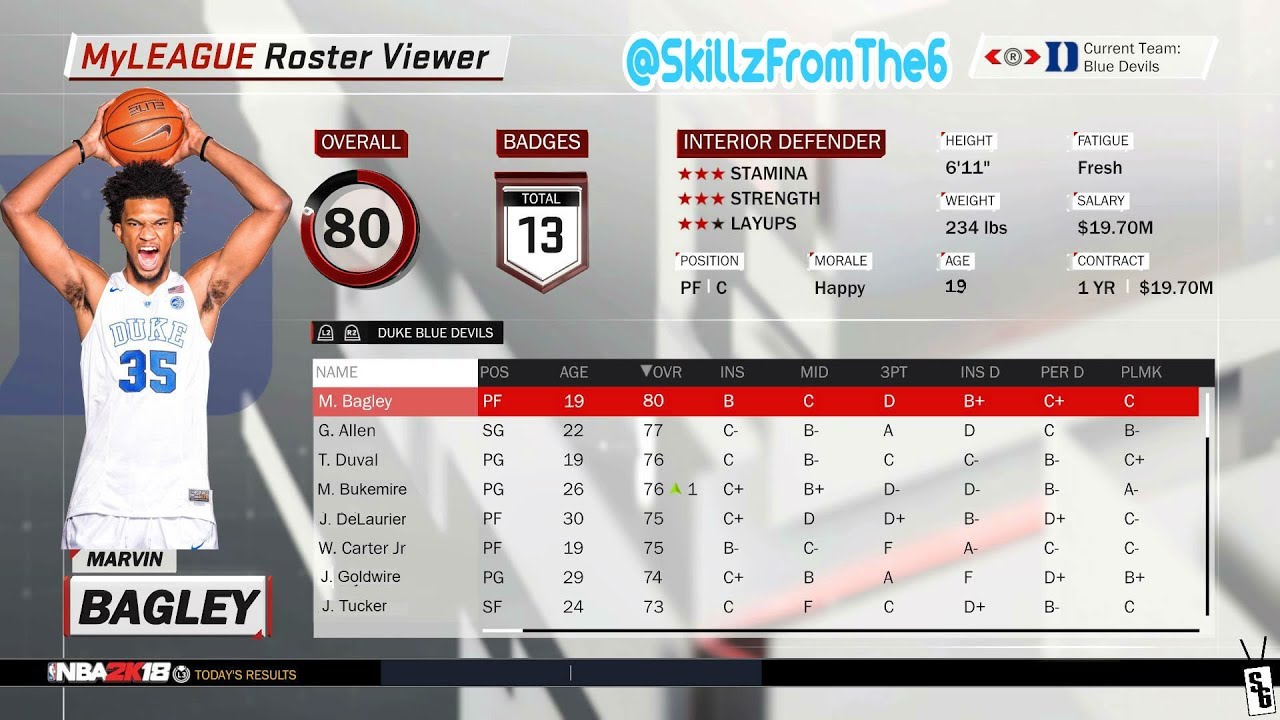 MyLEAGUE Roster Viewer
@SkillzFromThe6
R
Current Team:
Blue Devils
OVERALL
80
BADGES
TOTAL
13
INTERIOR DEFENDER
★★★ STAMINA
★★★ STRENGTH
★★★ LAYUPS
HEIGHT
6'11"
FATIGUE
Fresh
WEIGHT
234 lbs
SALARY
$19.70M
POSITION
PF | C
MORALE
Happy
AGE
19
CONTRACT
1 YR | $19.70M
ELITE
DUKE
35
MARVIN
BAGLEY
L2 R2 DUKE BLUE DEVILS
NAME POS AGE ▼OVR INS MID 3PT INS D PER D PLMK
M. Bagley PF 19 80 B C D B+ C+ C
G. Allen SG 22 77 C- B- A D C B-
T. Duval PG 19 76 C B- C C- B- C+
M. Bukemire PG 26 76 ▲ 1 C+ B+ D- D- B- A-
J. DeLaurier PF 30 75 C+ D D+ B- D+ C-
W. Carter Jr PF 19 75 B- C- F A- C- C-
J. Goldwire PG 29 74 C+ B A F D+ B+
J. Tucker SF 24 73 C F C D+ B- C
NBA2K18 L3 TODAY'S RESULTS
SG